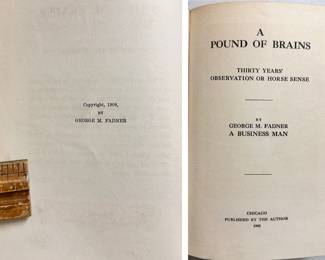 Copyright, 1909,
BY
GEORGE M. FADNER
A
POUND OF BRAINS
THIRTY YEARS'
OBSERVATION OR HORSE SENSE
BY
GEORGE M. FADNER
A BUSINESS MAN
CHICAGO
PUBLISHED BY THE AUTHOR
1909